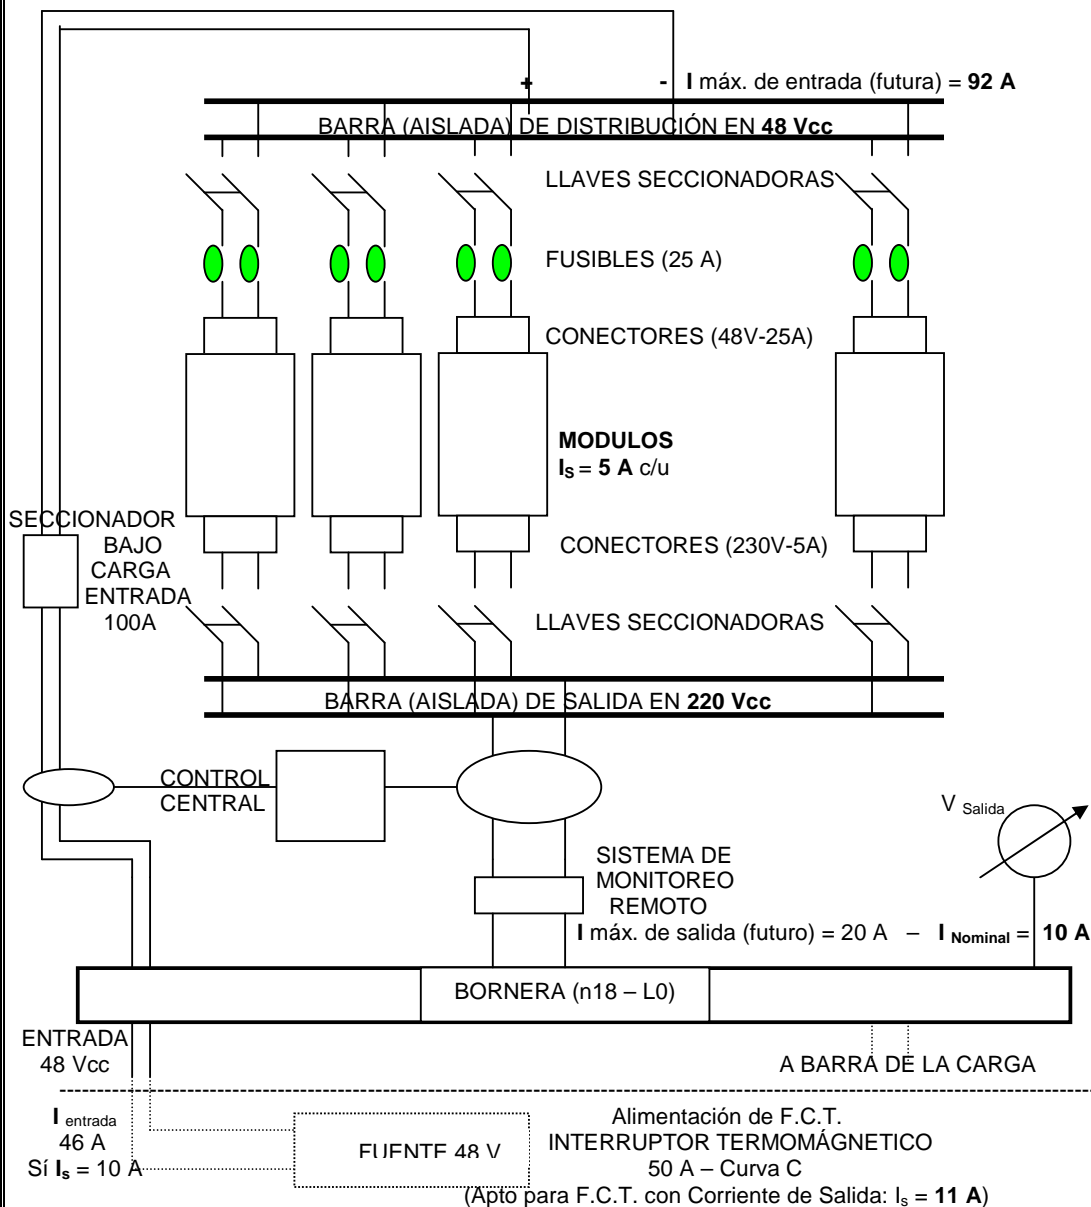 + - I máx. de entrada (futura) = 92 A
BARRA (AISLADA) DE DISTRIBUCIÓN EN 48 Vcc
LLAVES SECCIONADORAS
FUSIBLES (25 A)
CONECTORES (48V-25A)
MODULOS
IS = 5 A c/u
SECCIONADOR
BAJO
CARGA
ENTRADA
100A
CONECTORES (230V-5A)
LLAVES SECCIONADORAS
BARRA (AISLADA) DE SALIDA EN 220 Vcc
CONTROL
CENTRAL
V Salida
SISTEMA DE
MONITOREO
REMOTO
I máx. de salida (futuro) = 20 A – I Nominal = 10 A
BORNERA (n18 – L0)
ENTRADA
48 Vcc
A BARRA DE LA CARGA
I entrada
46 A
Sí Is = 10 A
FUENTE 48 V
Alimentación de F.C.T.
INTERRUPTOR TERMOMÁGNETICO
50 A – Curva C
(Apto para F.C.T. con Corriente de Salida: Is = 11 A)